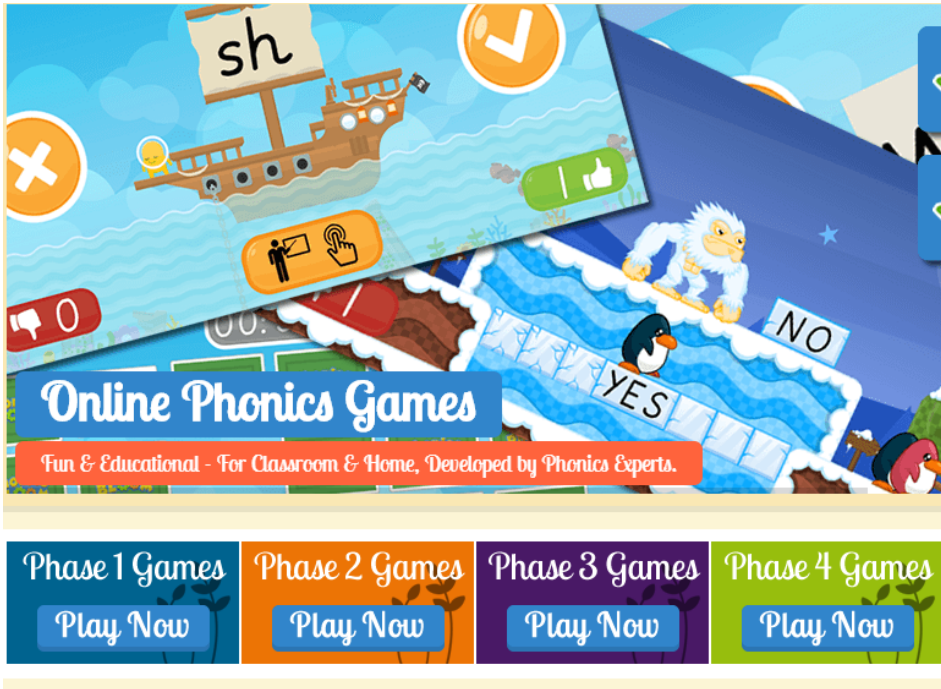 sh
0
00:
NO
YES
Online Phonics Games
Fun & Educational - For Classroom & Home, Developed by Phonics Experts.
Phase 1 Games
Phase 2 Games
Phase 3 Games
Phase 4 Games
Play Now
Play Now
Play Now
Play Now